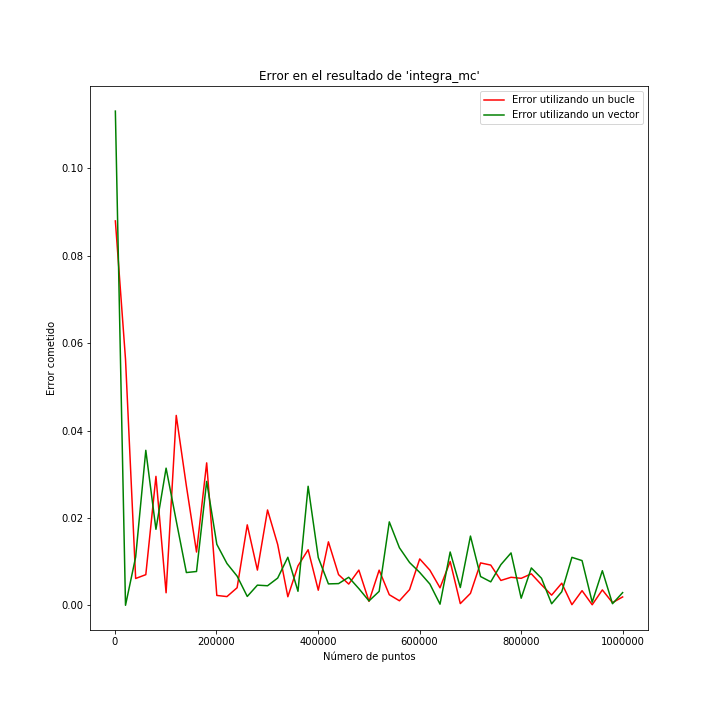 Error en el resultado de 'integra_mc'
Error utilizando un bucle
Error utilizando un vector
Error cometido
0.10
0.08
0.06
0.04
0.02
0.00
0
200000
400000
600000
800000
1000000
Número de puntos